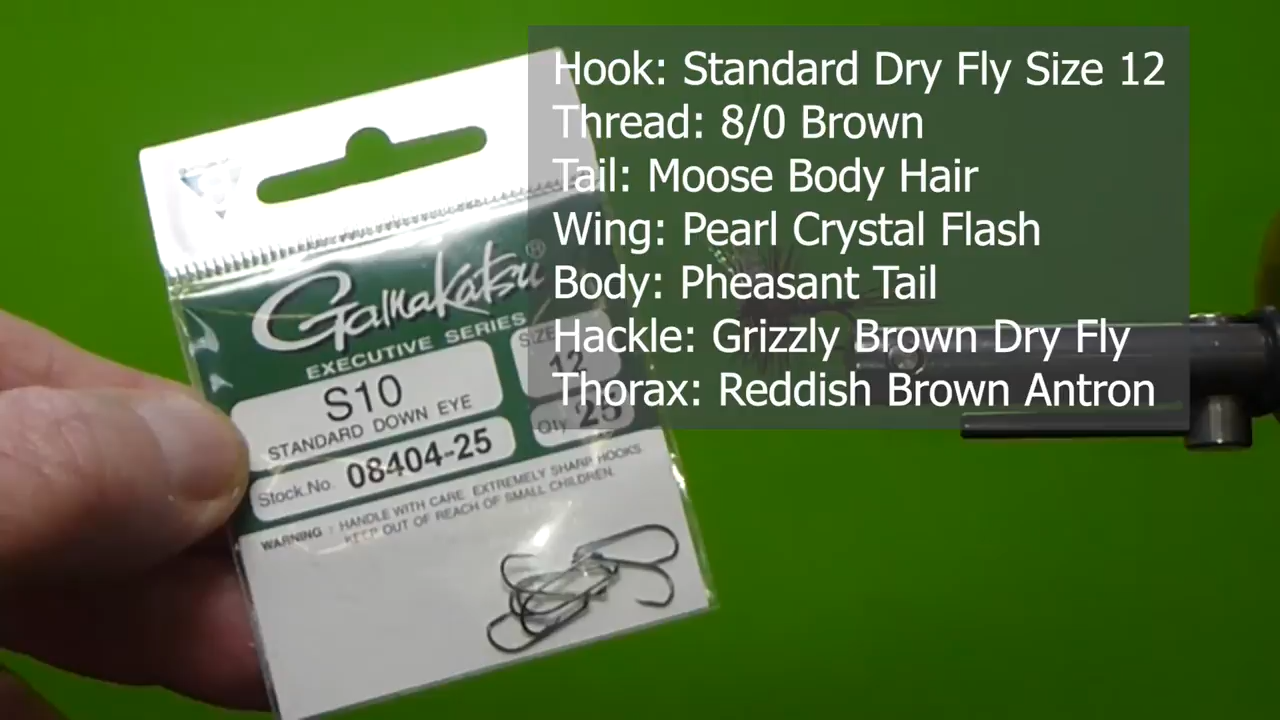 Hook: Standard Dry Fly Size 12
Thread: 8/0 Brown
Tail: Moose Body Hair
Wing: Pearl Crystal Flash
Body: Pheasant Tail
Hackle: Grizzly Brown Dry Fly
Thorax: Reddish Brown Antron
Gamakatsu®
EXECUTIVE SERIES
S10
STANDARD DOWN EYE
SIZE
12
Stock.No. 08404-25
Qty 25
WARNING : HANDLE WITH CARE. EXTREMELY SHARP HOOKS.
KEEP OUT OF REACH OF SMALL CHILDREN.